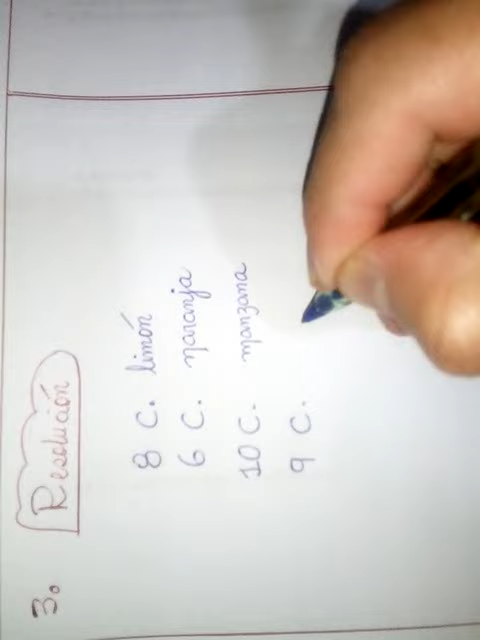 3.
Resolución
8 C. limón
6 C. naranja
10 C. manzana
9 C.